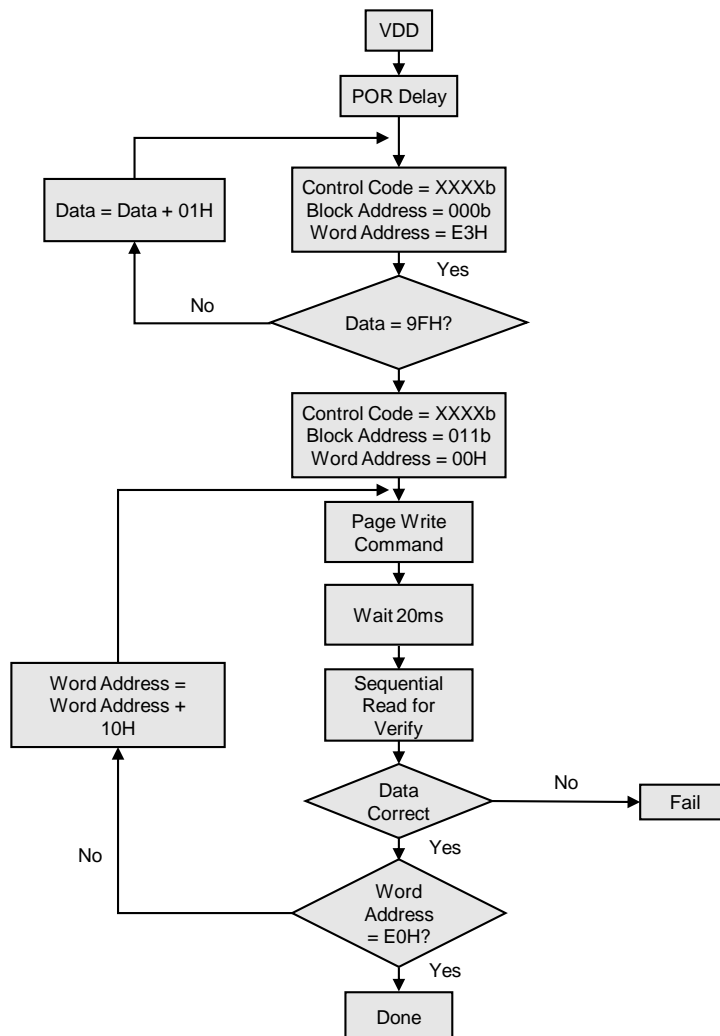 VDD
POR Delay
Data = Data + 01H
Control Code = XXXXb
Block Address = 000b
Word Address = E3H
Yes
No
Data = 9FH?
Control Code = XXXXb
Block Address = 011b
Word Address = 00H
Page Write
Command
Wait 20ms
Word Address =
Word Address +
10H
Sequential
Read for
Verify
Data
Correct
No
Fail
Yes
No
Word
Address
= E0H?
Yes
Done